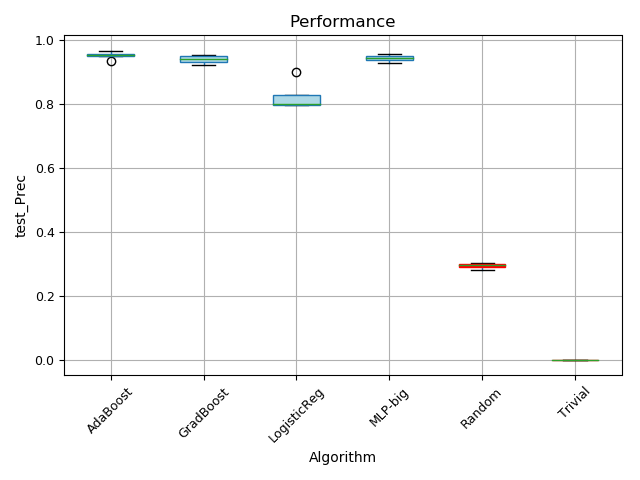 Performance
test_Prec
1.0
0.8
0.6
0.4
0.2
0.0
AdaBoost
GradBoost
LogisticReg
MLP-big
Random
Trivial
Algorithm